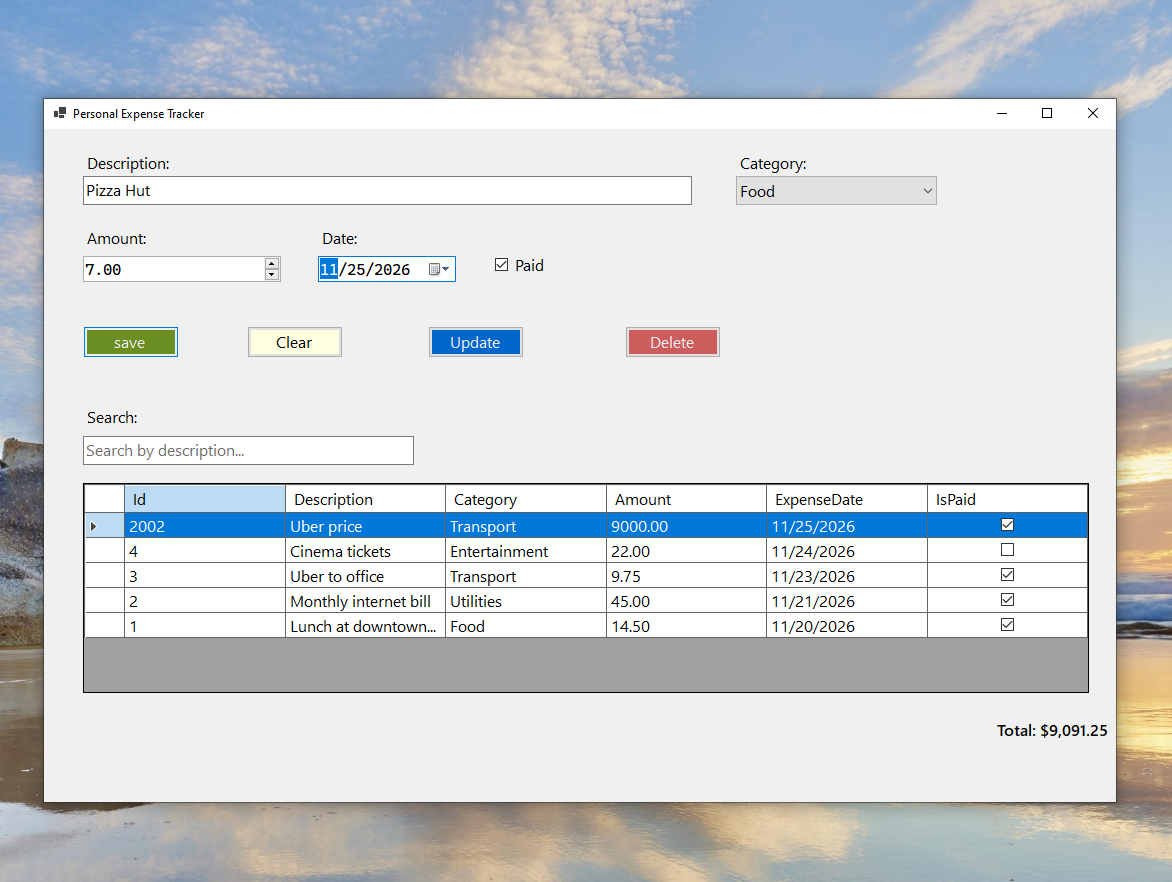 Personal Expense Tracker
Description: Category:
Pizza Hut Food
Amount: Date:
7.00 11/25/2026 Paid
save Clear Update Delete
Search:
Search by description...
Id Description Category Amount ExpenseDate IsPaid
2002 Uber price Transport 9000.00 11/25/2026
4 Cinema tickets Entertainment 22.00 11/24/2026
3 Uber to office Transport 9.75 11/23/2026
2 Monthly internet bill Utilities 45.00 11/21/2026
1 Lunch at downtown... Food 14.50 11/20/2026
Total: $9,091.25